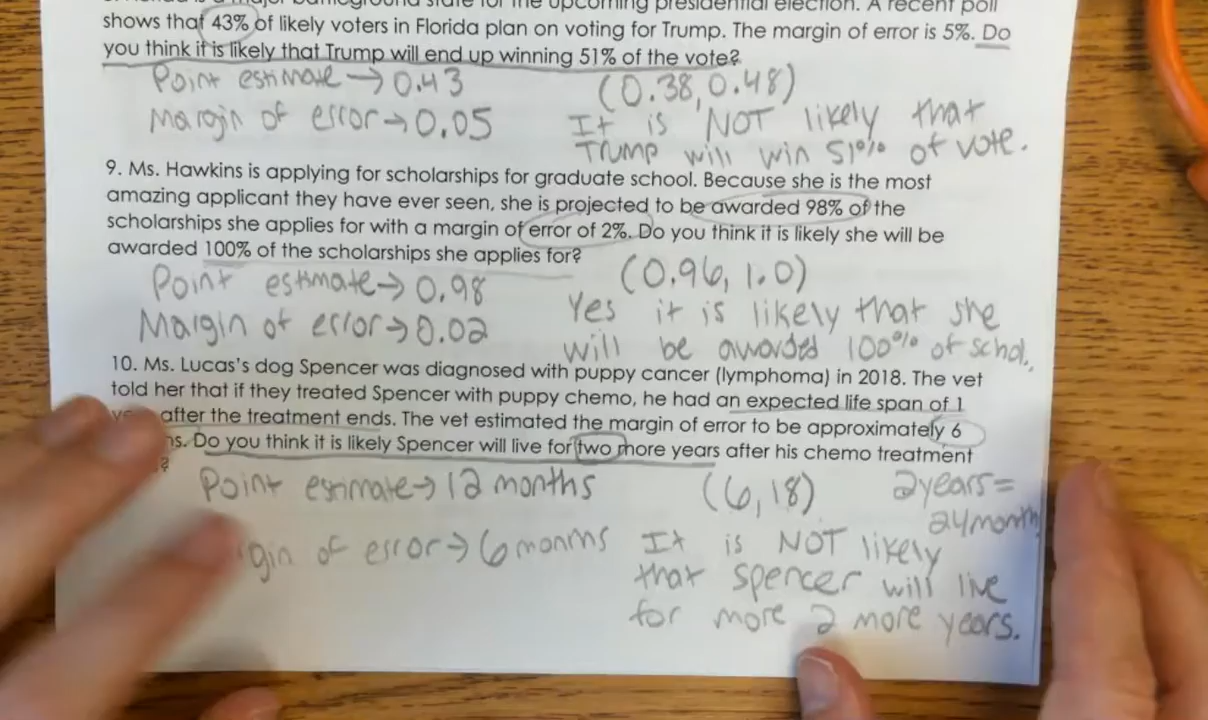 shows that 43% of likely voters in Florida plan on voting for Trump. The margin of error is 5%. Do
you think it is likely that Trump will end up winning 51% of the vote?
Point estimate → 0.43
(0.38, 0.48)
Margin of error → 0.05
It is NOT likely that
Trump will win 51% of vote.
9. Ms. Hawkins is applying for scholarships for graduate school. Because she is the most
amazing applicant they have ever seen, she is projected to be awarded 98% of the
scholarships she applies for with a margin of error of 2%. Do you think it is likely she will be
awarded 100% of the scholarships she applies for?
Point estimate → 0.98
(0.96, 1.0)
Margin of error → 0.02
Yes it is likely that she
will be awarded 100% of schol.
10. Ms. Lucas's dog Spencer was diagnosed with puppy cancer (lymphoma) in 2018. The vet
told her that if they treated Spencer with puppy chemo, he had an expected life span of 1
after the treatment ends. The vet estimated the margin of error to be approximately 6
Do you think it is likely Spencer will live for two more years after his chemo treatment
?
Point estimate → 12 months
(6, 18)
2 years =
24 month
gin of error → 6 months
It is NOT likely
that spencer will live
for more 2 more years.